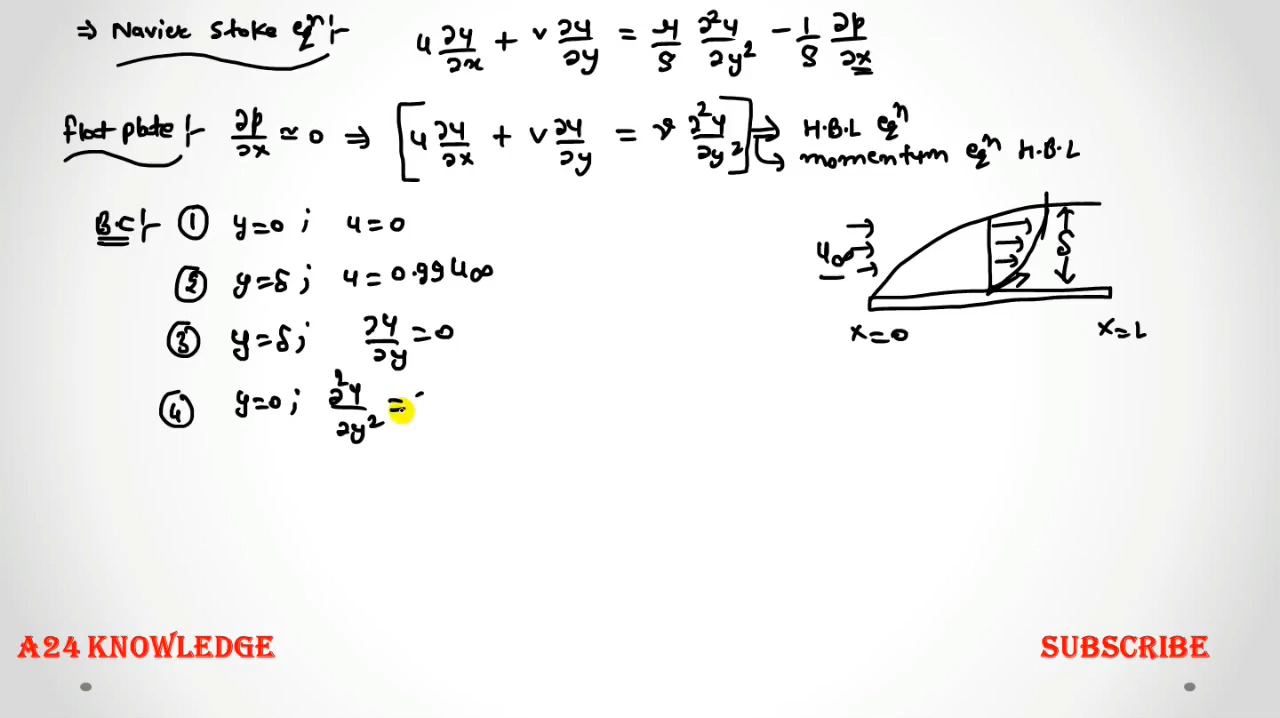 ⇒ Navier Stoke eqⁿ :- u ∂u/∂x + v ∂u/∂y = μ/ρ ∂²u/∂y² - 1/ρ ∂p/∂x
flat plate :- ∂p/∂x ≃ 0 ⇒ [u ∂u/∂x + v ∂u/∂y = ν ∂²u/∂y²] ⇒ H.B.L eqⁿ
→ momentum eqⁿ H.B.L
B.C :- ① y=0 ; u=0
② y=δ ; u=0.99u∞
③ y=δ ; ∂u/∂y =0
④ y=0 ; ∂²u/∂y² =
u∞
δ
x=0
x=L
A24 KNOWLEDGE
SUBSCRIBE